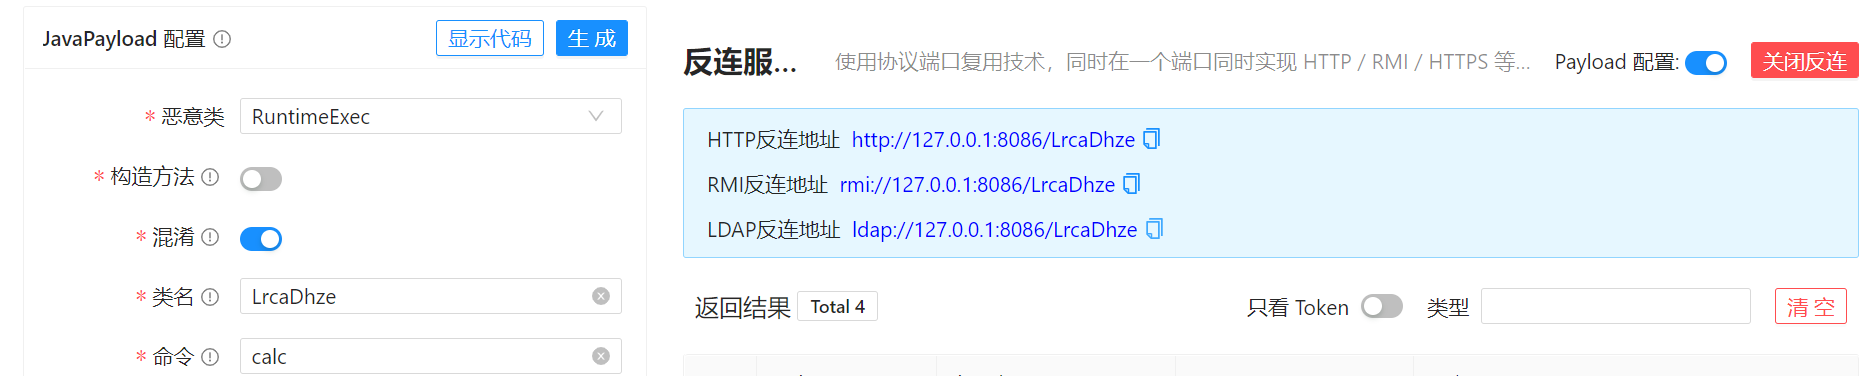 JavaPayload 配置
显示代码
生 成
* 恶意类
RuntimeExec
* 构造方法
* 混淆
* 类名
LrcaDhze
* 命令
calc
反连服...
使用协议端口复用技术，同时在一个端口同时实现 HTTP / RMI / HTTPS 等...
Payload 配置:
关闭反连
HTTP反连地址 http://127.0.0.1:8086/LrcaDhze
RMI反连地址 rmi://127.0.0.1:8086/LrcaDhze
LDAP反连地址 ldap://127.0.0.1:8086/LrcaDhze
返回结果 Total 4
只看 Token
类型
清 空